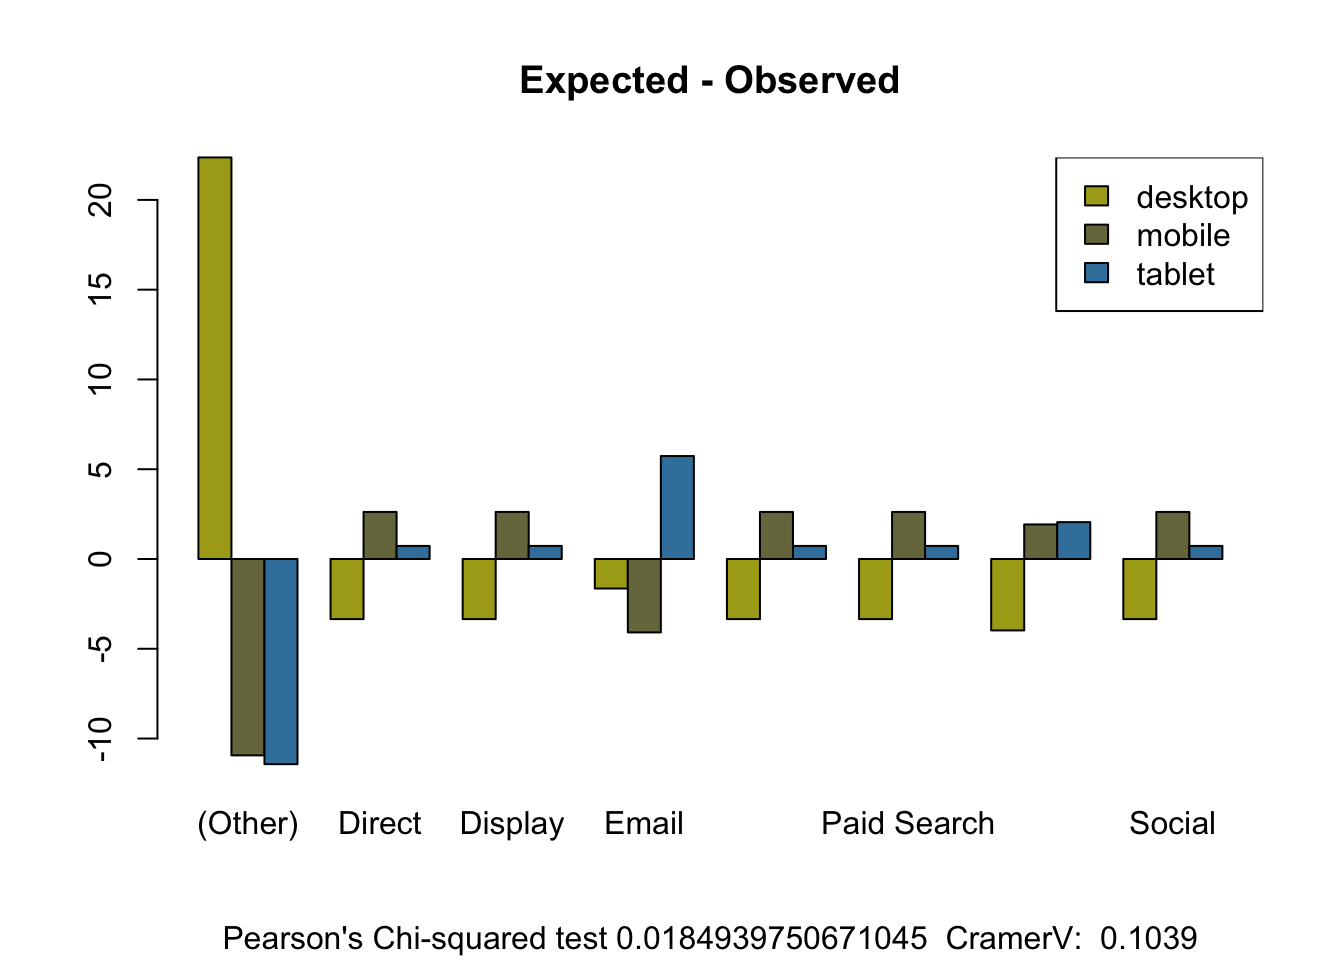 Expected - Observed
desktop
mobile
tablet
20
15
10
5
0
-5
-10
(Other) Direct Display Email Paid Search Social
Pearson's Chi-squared test 0.0184939750671045 CramerV: 0.1039